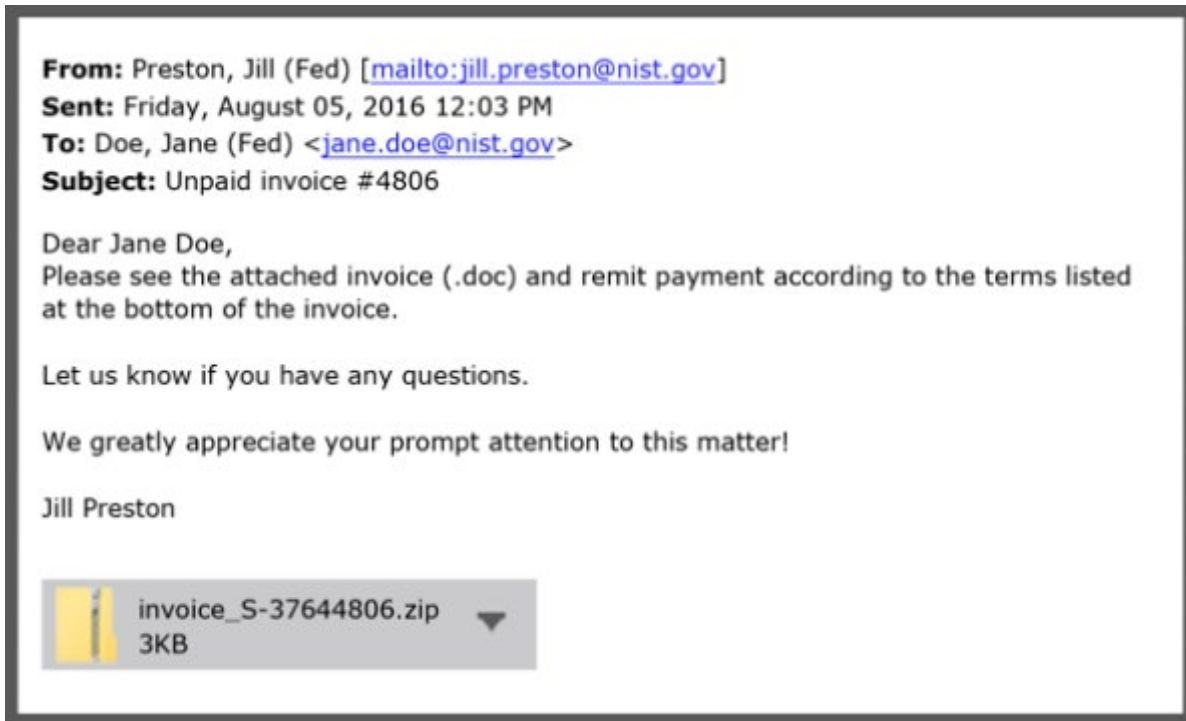 From: Preston, Jill (Fed) [mailto:jill.preston@nist.gov]
Sent: Friday, August 05, 2016 12:03 PM
To: Doe, Jane (Fed) <jane.doe@nist.gov>
Subject: Unpaid invoice #4806
Dear Jane Doe,
Please see the attached invoice (.doc) and remit payment according to the terms listed
at the bottom of the invoice.
Let us know if you have any questions.
We greatly appreciate your prompt attention to this matter!
Jill Preston
invoice_S-37644806.zip
3KB